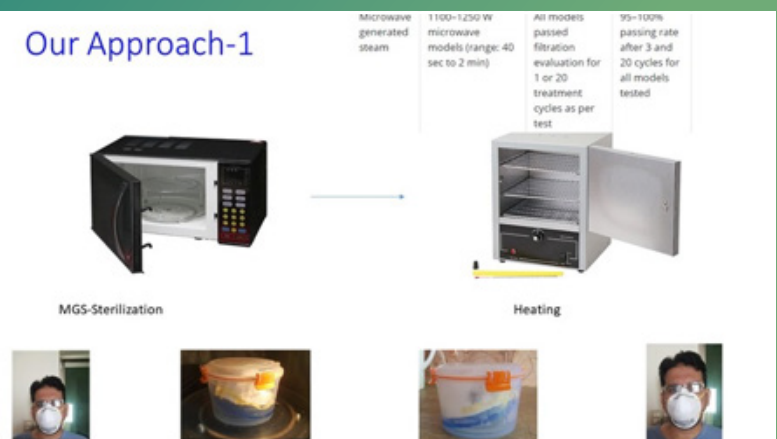 Our Approach-1
Microwave
generated
steam
1100–1250 W
microwave
models (range: 40
sec to 2 min)
All models
passed
filtration
evaluation for
1 or 20
treatment
cycles as per
test
95–100%
passing rate
after 3 and
20 cycles for
all models
tested
MGS-Sterilization
Heating